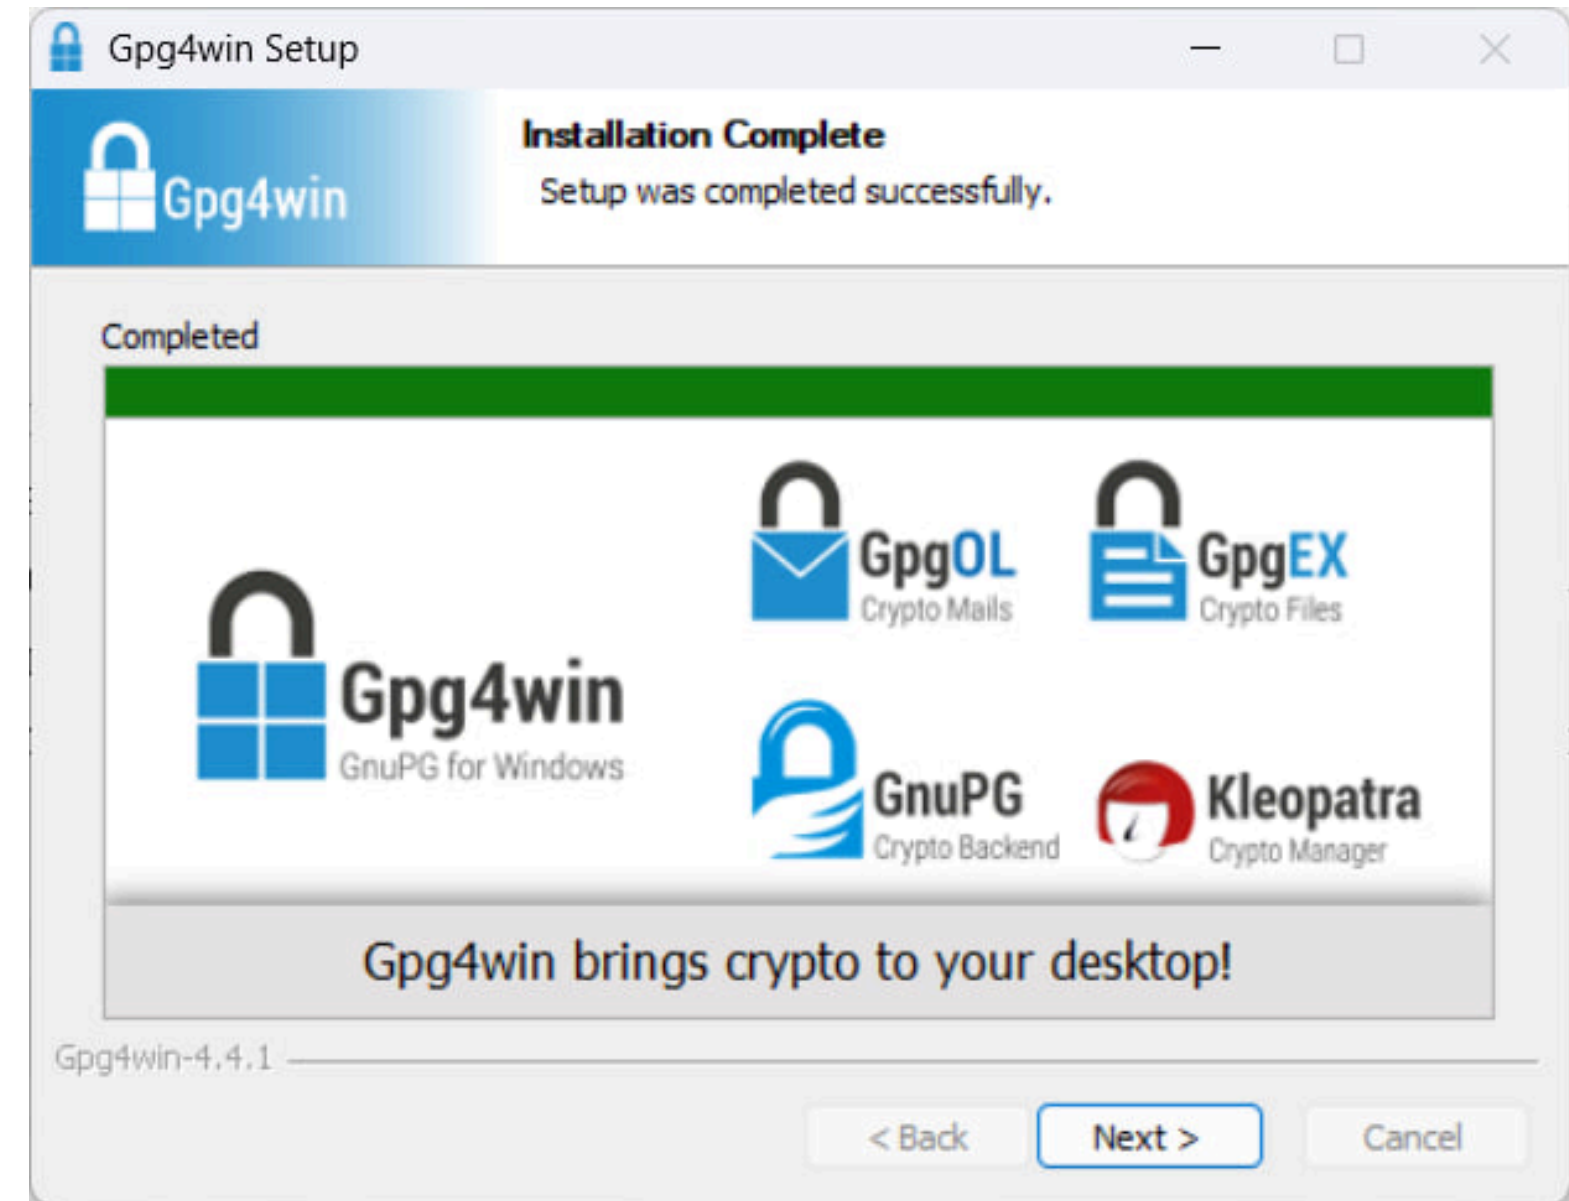 Gpg4win Setup
Gpg4win
Installation Complete
Setup was completed successfully.
Completed
GpgOL
Crypto Mails
GpgEX
Crypto Files
Gpg4win
GnuPG for Windows
GnuPG
Crypto Backend
Kleopatra
Crypto Manager
Gpg4win brings crypto to your desktop!
Gpg4win-4.4.1
< Back
Next >
Cancel